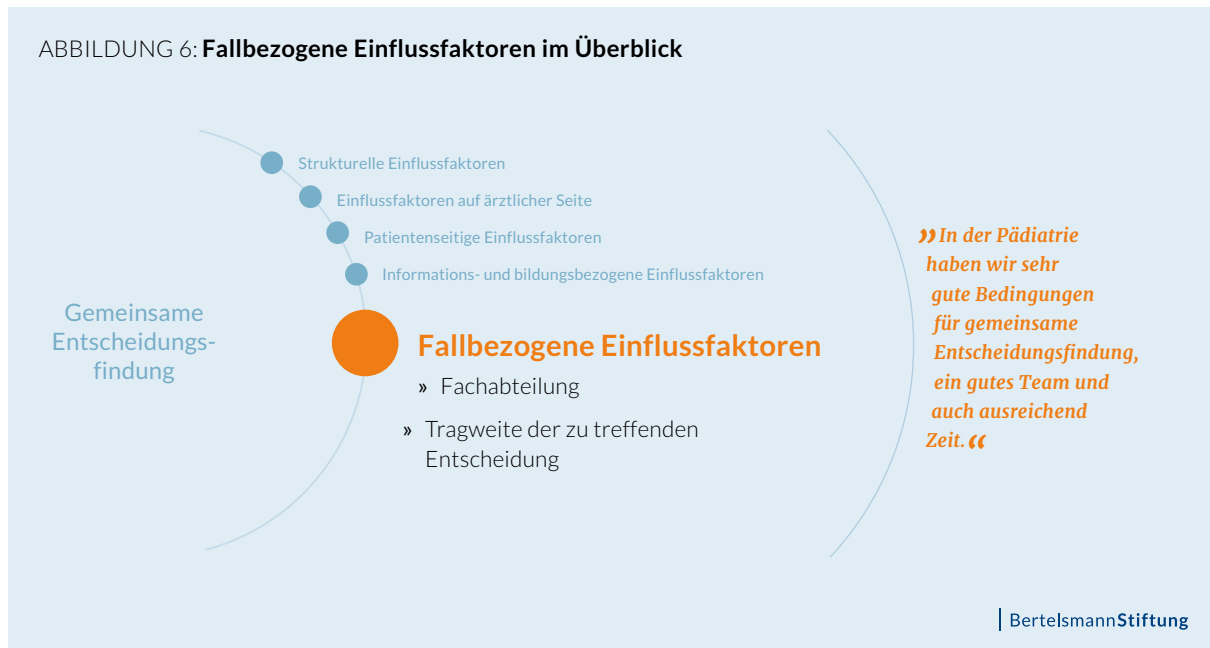 ABBILDUNG 6: Fallbezogene Einflussfaktoren im Überblick
Strukturelle Einflussfaktoren
Einflussfaktoren auf ärztlicher Seite
Patientenseitige Einflussfaktoren
Informations- und bildungsbezogene Einflussfaktoren
Gemeinsame
Entscheidungs-
findung
Fallbezogene Einflussfaktoren
» Fachabteilung
» Tragweite der zu treffenden
Entscheidung
„In der Pädiatrie
haben wir sehr
gute Bedingungen
für gemeinsame
Entscheidungsfindung,
ein gutes Team und
auch ausreichend
Zeit.“
BertelsmannStiftung